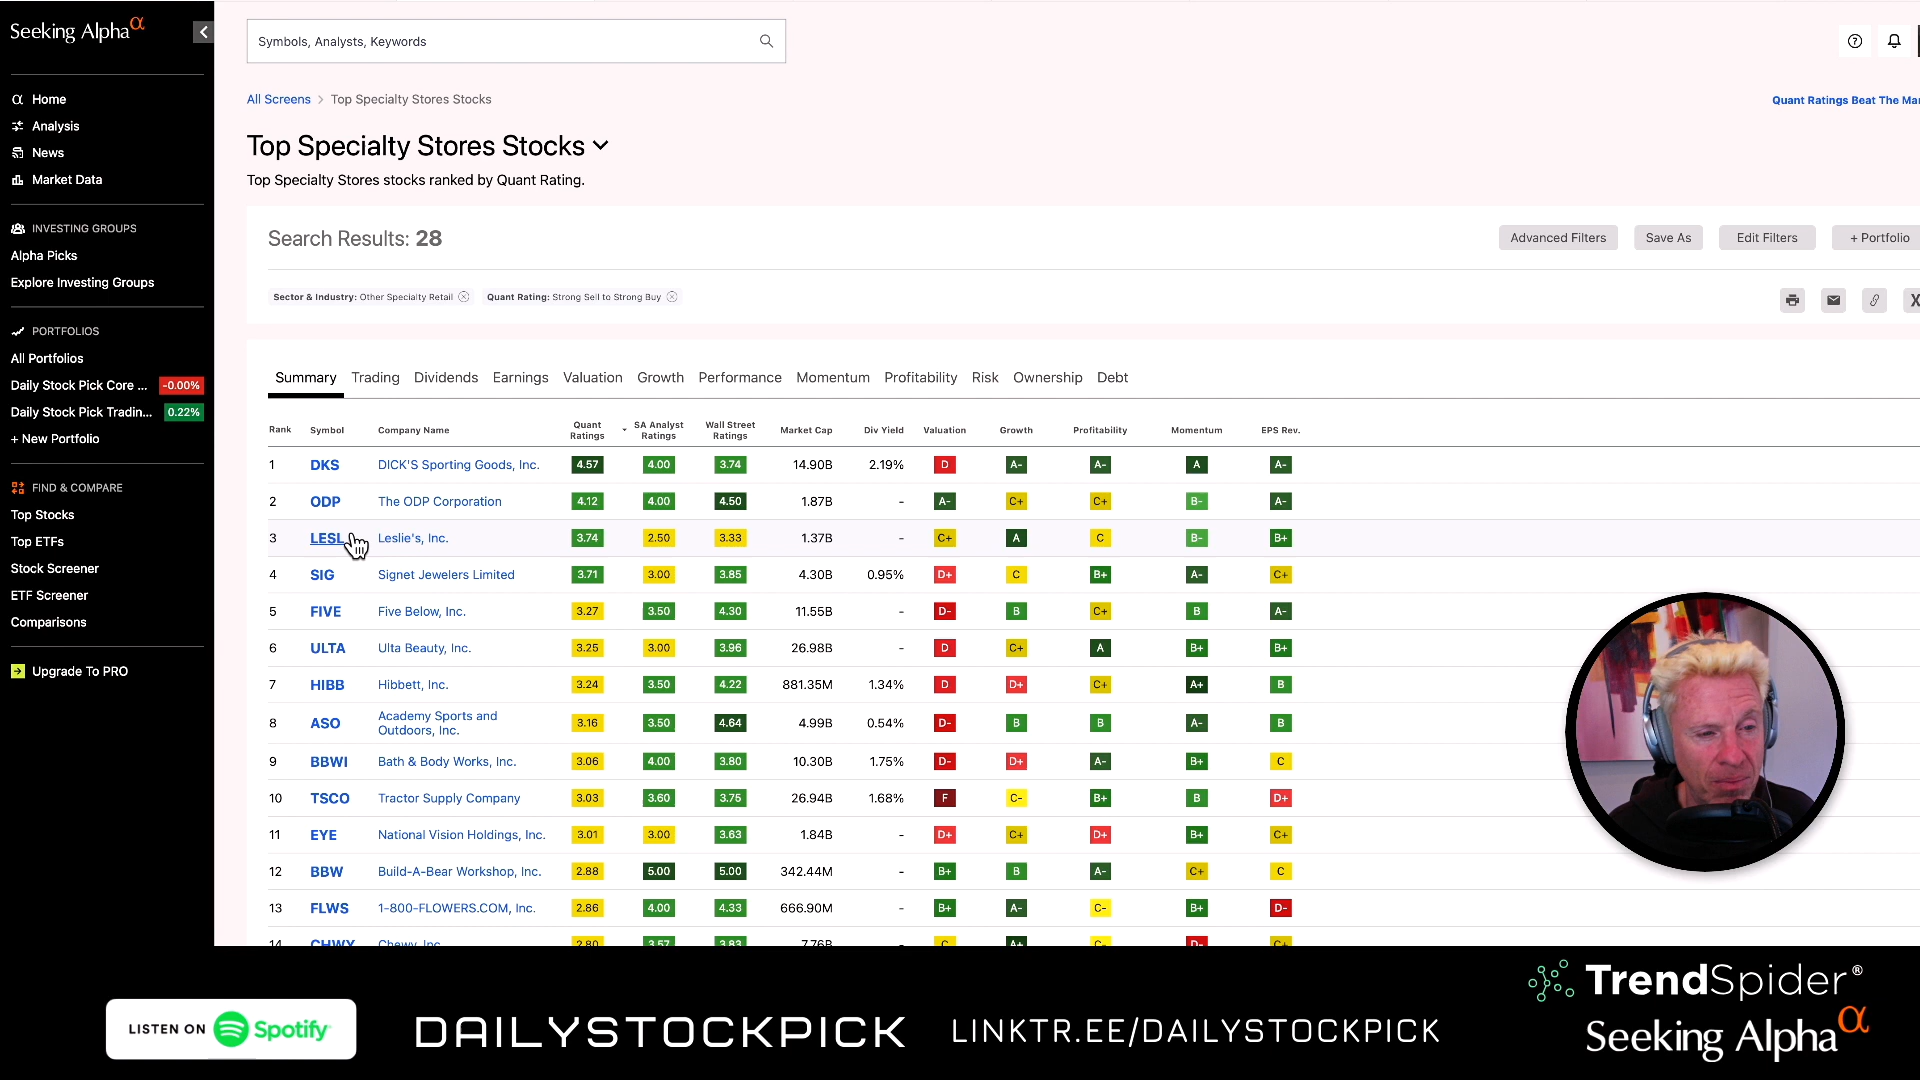 Seeking Alpha α
Symbols, Analysts, Keywords
Home
Analysis
News
Market Data
INVESTING GROUPS
Alpha Picks
Explore Investing Groups
PORTFOLIOS
All Portfolios
Daily Stock Pick Core ... -0.00%
Daily Stock Pick Tradin... 0.22%
+ New Portfolio
FIND & COMPARE
Top Stocks
Top ETFs
Stock Screener
ETF Screener
Comparisons
Upgrade To PRO
All Screens > Top Specialty Stores Stocks
Quant Ratings Beat The Mar
Top Specialty Stores Stocks
Top Specialty Stores stocks ranked by Quant Rating.
Search Results: 28
Advanced Filters Save As Edit Filters + Portfolio
Sector & Industry: Other Specialty Retail Quant Rating: Strong Sell to Strong Buy
Summary Trading Dividends Earnings Valuation Growth Performance Momentum Profitability Risk Ownership Debt
Rank Symbol Company Name Quant Ratings SA Analyst Ratings Wall Street Ratings Market Cap Div Yield Valuation Growth Profitability Momentum EPS Rev.
1 DKS DICK'S Sporting Goods, Inc. 4.57 4.00 3.74 14.90B 2.19% D A- A- A A-
2 ODP The ODP Corporation 4.12 4.00 4.50 1.87B - A- C+ C+ B- A-
3 LESL Leslie's, Inc. 3.74 2.50 3.33 1.37B - C+ A C B- B+
4 SIG Signet Jewelers Limited 3.71 3.00 3.85 4.30B 0.95% D+ C B+ A- C+
5 FIVE Five Below, Inc. 3.27 3.50 4.30 11.55B - D- B C+ B A-
6 ULTA Ulta Beauty, Inc. 3.25 3.00 3.96 26.98B - D C+ A B+ B+
7 HIBB Hibbett, Inc. 3.24 3.50 4.22 881.35M 1.34% D D+ C+ A+ B
8 ASO Academy Sports and Outdoors, Inc. 3.16 3.50 4.64 4.99B 0.54% D- B B A- B
9 BBWI Bath & Body Works, Inc. 3.06 4.00 3.80 10.30B 1.75% D- D+ A- B+ C
10 TSCO Tractor Supply Company 3.03 3.60 3.75 26.94B 1.68% F C- B+ B D+
11 EYE National Vision Holdings, Inc. 3.01 3.00 3.63 1.84B - D+ C+ D+ B+ C+
12 BBW Build-A-Bear Workshop, Inc. 2.88 5.00 5.00 342.44M - B+ B A- C+ C
13 FLWS 1-800-FLOWERS.COM, Inc. 2.86 4.00 4.33 666.90M - B+ A- C- B+ D-
14 CHWY Chewy, Inc. 2.80 3.57 3.83 7.76B - C A+ C- D- C+
LISTEN ON Spotify
DAILYSTOCKPICK LINKTR.EE/DAILYSTOCKPICK
TrendSpider®
Seeking Alpha α